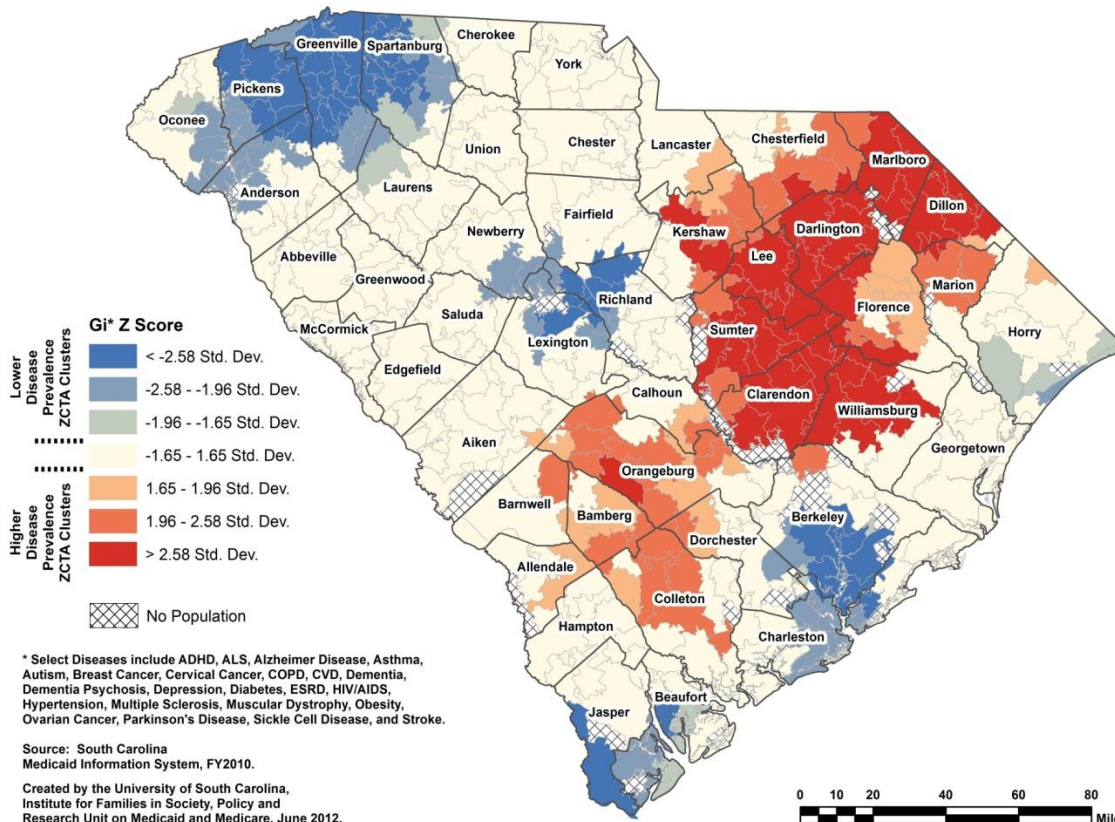 Cherokee
Greenville
Spartanburg
York
Pickens
Oconee
Union
Chester
Lancaster
Chesterfield
Marlboro
Anderson
Laurens
Fairfield
Dillon
Newberry
Kershaw
Darlington
Abbeville
Lee
Greenwood
Richland
Marion
Florence
Saluda
McCormick
Sumter
Horry
Lexington
Edgefield
Calhoun
Clarendon
Williamsburg
Aiken
Georgetown
Orangeburg
Barnwell
Bamberg
Berkeley
Dorchester
Allendale
Colleton
Hampton
Charleston
Beaufort
Jasper
Gi* Z Score
Lower
Disease
Prevalence
ZCTA Clusters
< -2.58 Std. Dev.
-2.58 - -1.96 Std. Dev.
-1.96 - -1.65 Std. Dev.
-1.65 - 1.65 Std. Dev.
Higher
Disease
Prevalence
ZCTA Clusters
1.65 - 1.96 Std. Dev.
1.96 - 2.58 Std. Dev.
> 2.58 Std. Dev.
No Population
* Select Diseases include ADHD, ALS, Alzheimer Disease, Asthma,
Autism, Breast Cancer, Cervical Cancer, COPD, CVD, Dementia,
Dementia Psychosis, Depression, Diabetes, ESRD, HIV/AIDS,
Hypertension, Multiple Sclerosis, Muscular Dystrophy, Obesity,
Ovarian Cancer, Parkinson's Disease, Sickle Cell Disease, and Stroke.
Source: South Carolina
Medicaid Information System, FY2010.
Created by the University of South Carolina,
Institute for Families in Society, Policy and
Research Unit on Medicaid and Medicare, June 2012.
0 10 20 40 60 80
Mile